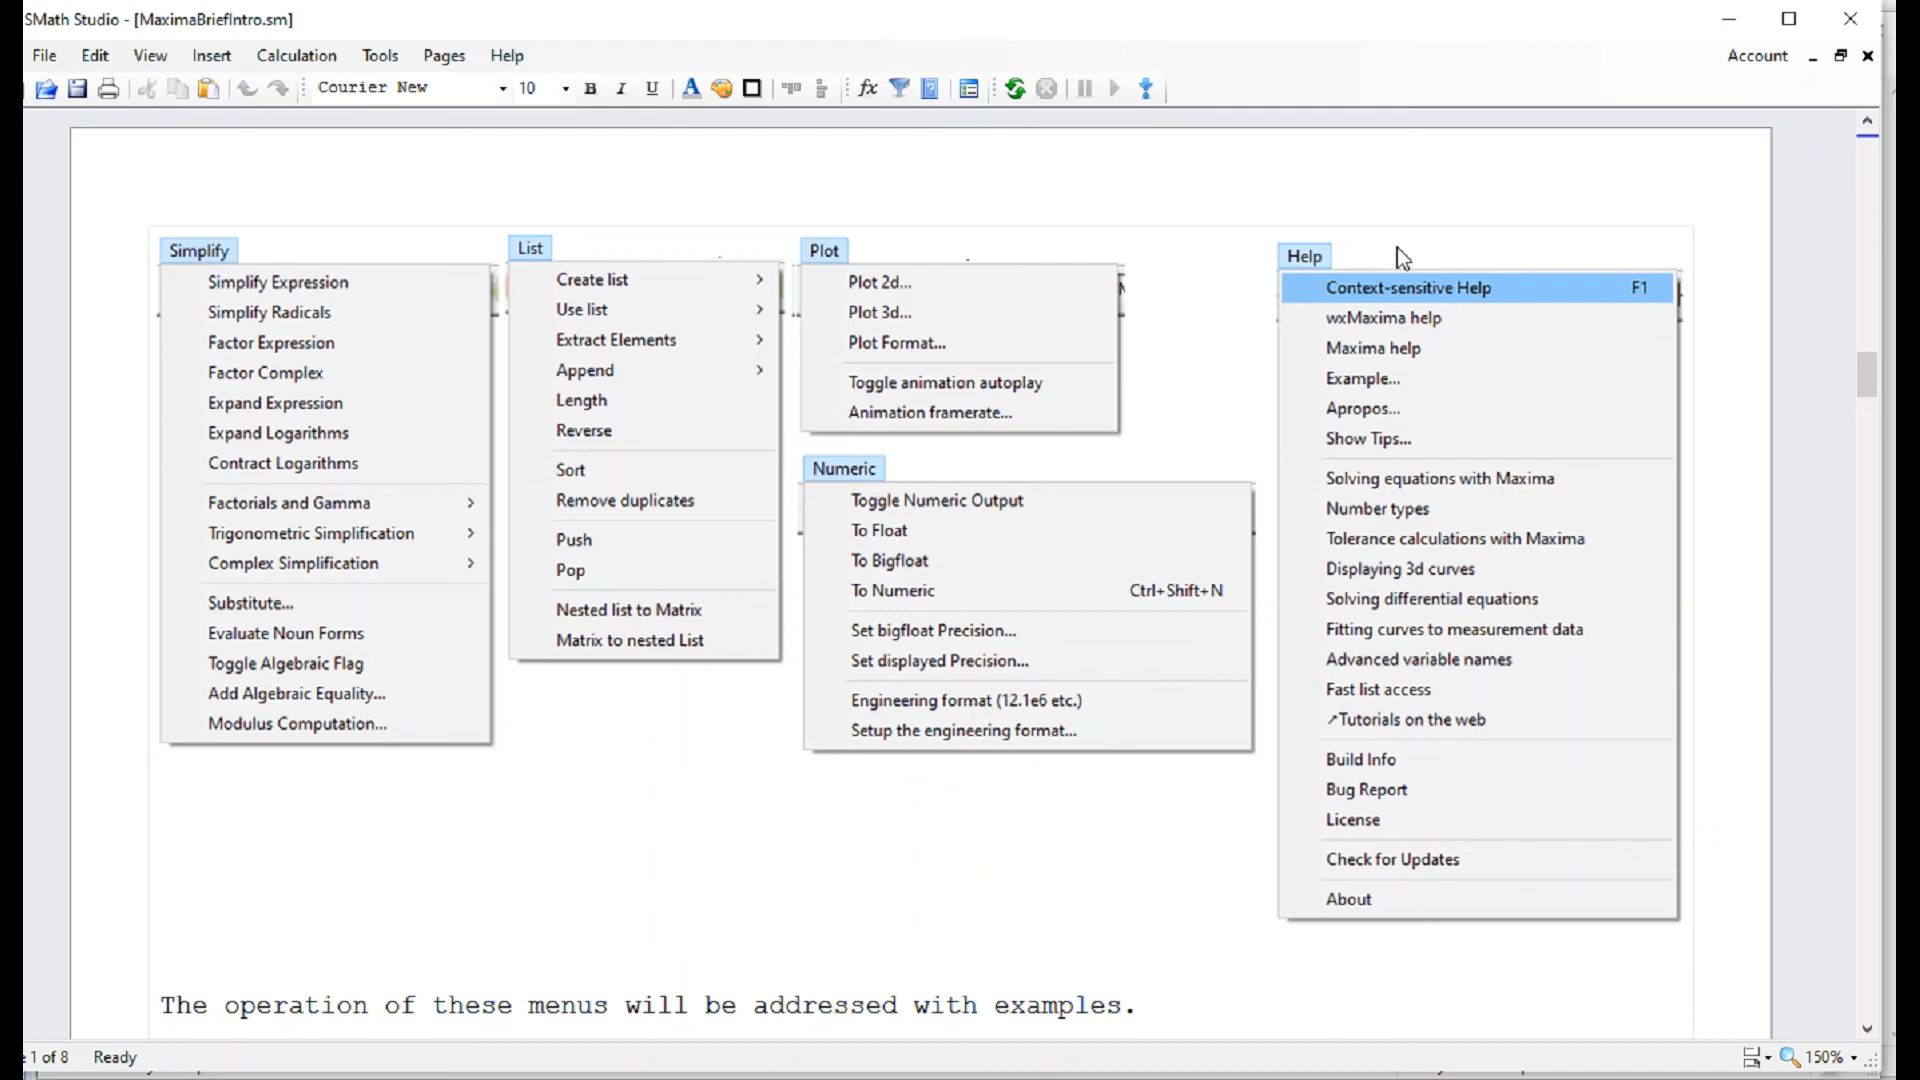 SMath Studio - [MaximaBriefIntro.sm]
File Edit View Insert Calculation Tools Pages Help Account
Courier New 10 B I U fx
Simplify
Simplify Expression
Simplify Radicals
Factor Expression
Factor Complex
Expand Expression
Expand Logarithms
Contract Logarithms
Factorials and Gamma
Trigonometric Simplification
Complex Simplification
Substitute...
Evaluate Noun Forms
Toggle Algebraic Flag
Add Algebraic Equality...
Modulus Computation...
List
Create list
Use list
Extract Elements
Append
Length
Reverse
Sort
Remove duplicates
Push
Pop
Nested list to Matrix
Matrix to nested List
Plot
Plot 2d...
Plot 3d...
Plot Format...
Toggle animation autoplay
Animation framerate...
Numeric
Toggle Numeric Output
To Float
To Bigfloat
To Numeric Ctrl+Shift+N
Set bigfloat Precision...
Set displayed Precision...
Engineering format (12.1e6 etc.)
Setup the engineering format...
Help
Context-sensitive Help F1
wxMaxima help
Maxima help
Example...
Apropos...
Show Tips...
Solving equations with Maxima
Number types
Tolerance calculations with Maxima
Displaying 3d curves
Solving differential equations
Fitting curves to measurement data
Advanced variable names
Fast list access
↗Tutorials on the web
Build Info
Bug Report
License
Check for Updates
About
The operation of these menus will be addressed with examples.
1 of 8 Ready 150%